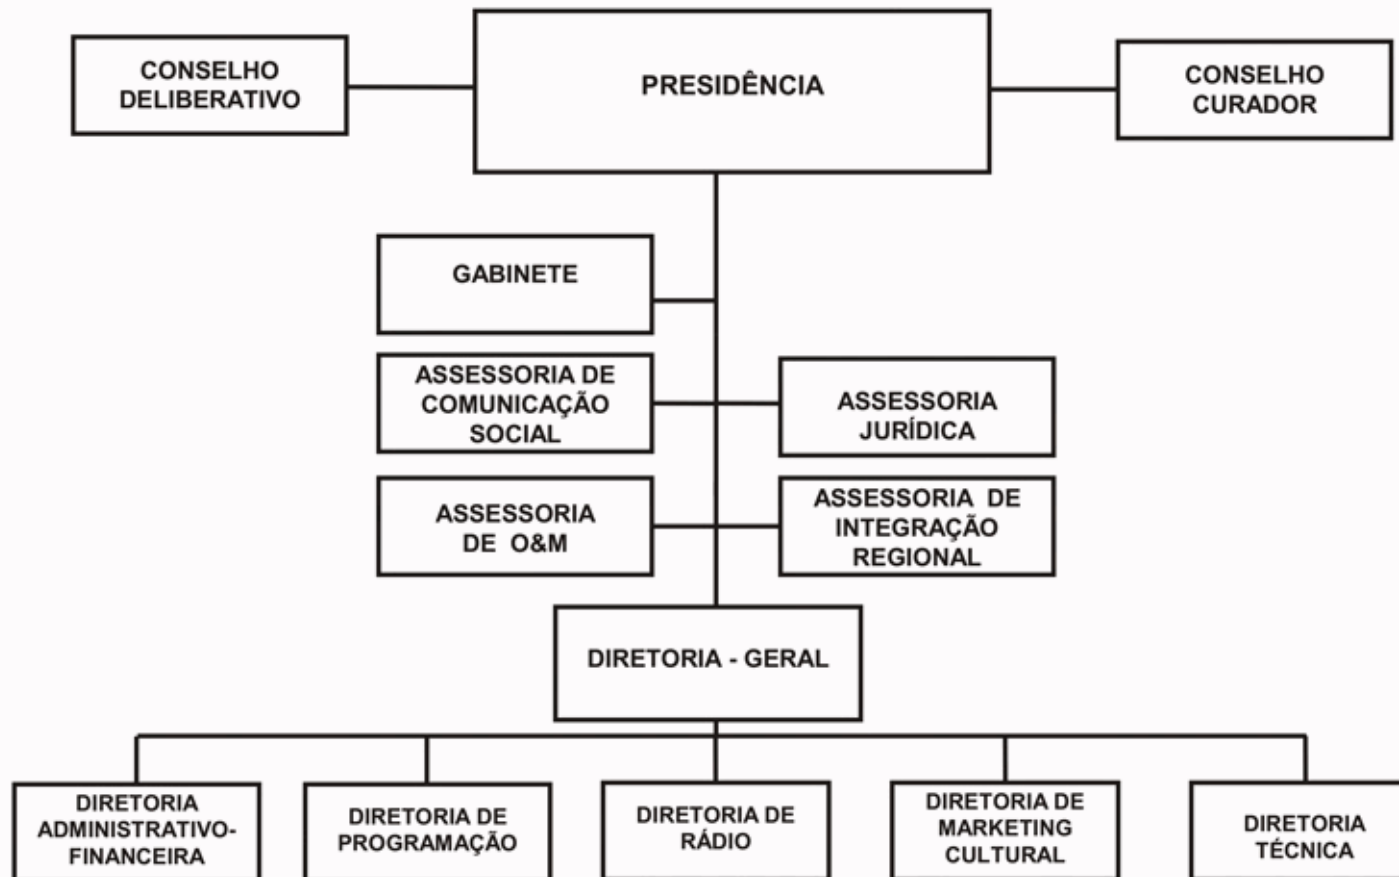 CONSELHO
DELIBERATIVO
PRESIDÊNCIA
CONSELHO
CURADOR
GABINETE
ASSESSORIA DE
COMUNICAÇÃO
SOCIAL
ASSESSORIA
JURÍDICA
ASSESSORIA
DE O&M
ASSESSORIA DE
INTEGRAÇÃO
REGIONAL
DIRETORIA - GERAL
DIRETORIA
ADMINISTRATIVO-
FINANCEIRA
DIRETORIA DE
PROGRAMAÇÃO
DIRETORIA DE
RÁDIO
DIRETORIA DE
MARKETING
CULTURAL
DIRETORIA
TÉCNICA